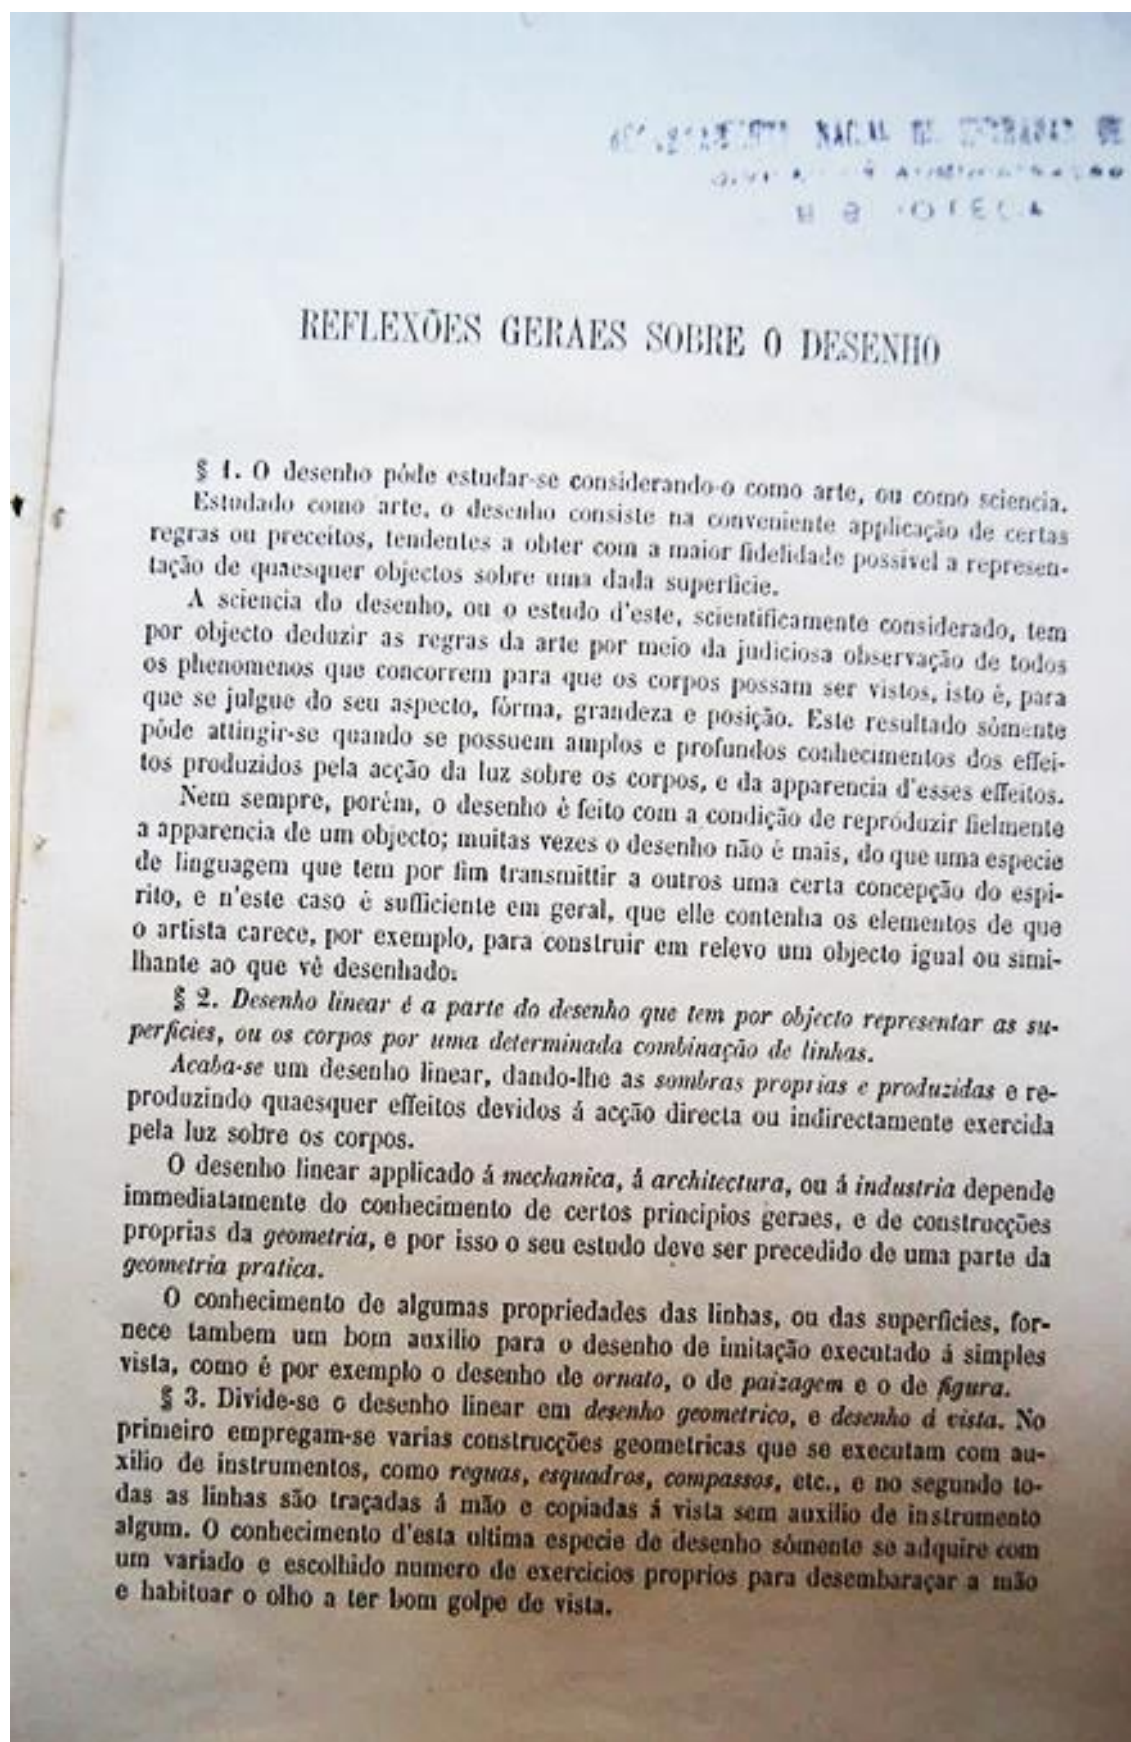 NACIAL DE ESTRADAS DE
REFLEXÕES GERAES SOBRE O DESENHO
§ 1. O desenho póde estudar-se considerando-o como arte, ou como sciencia.
Estudado como arte, o desenho consiste na conveniente applicação de certas
regras ou preceitos, tendentes a obter com a maior fidelidade possivel a represen-
tação de quaesquer objectos sobre uma dada superficie.
A sciencia do desenho, ou o estudo d'este, scientificamente considerado, tem
por objecto deduzir as regras da arte por meio da judiciosa observação de todos
os phenomenos que concorrem para que os corpos possam ser vistos, isto é, para
que se julgue do seu aspecto, fórma, grandeza e posição. Este resultado sómente
póde attingir-se quando se possuem amplos e profundos conhecimentos dos effei-
tos produzidos pela acção da luz sobre os corpos, e da apparencia d'esses effeitos.
Nem sempre, porém, o desenho é feito com a condição de reproduzir fielmente
a apparencia de um objecto; muitas vezes o desenho não é mais, do que uma especie
de linguagem que tem por fim transmittir a outros uma certa concepção do espi-
rito, e n'este caso é sufficiente em geral, que elle contenha os elementos de que
o artista carece, por exemplo, para construir em relevo um objecto igual ou simi-
lhante ao que vê desenhado.
§ 2. Desenho linear é a parte do desenho que tem por objecto representar as su-
perficies, ou os corpos por uma determinada combinação de linhas.
Acaba-se um desenho linear, dando-lhe as sombras proprias e produzidas e re-
produzindo quaesquer effeitos devidos á acção directa ou indirectamente exercida
pela luz sobre os corpos.
O desenho linear applicado á mechanica, á architectura, ou á industria depende
immediatamente do conhecimento de certos principios geraes, e de construcções
proprias da geometria, e por isso o seu estudo deve ser precedido de uma parte da
geometria pratica.
O conhecimento de algumas propriedades das linhas, ou das superficies, for-
nece tambem um bom auxilio para o desenho de imitação executado á simples
vista, como é por exemplo o desenho de ornato, o de paizagem e o de figura.
§ 3. Divide-se o desenho linear em desenho geometrico, e desenho á vista. No
primeiro empregam-se varias construcções geometricas que se executam com au-
xilio de instrumentos, como reguas, esquadros, compassos, etc., e no segundo to-
das as linhas são traçadas á mão e copiadas á vista sem auxilio de instrumento
algum. O conhecimento d'esta ultima especie de desenho sómente se adquire com
um variado e escolhido numero de exercicios proprios para desembaraçar a mão
e habituar o olho a ter bom golpe de vista.